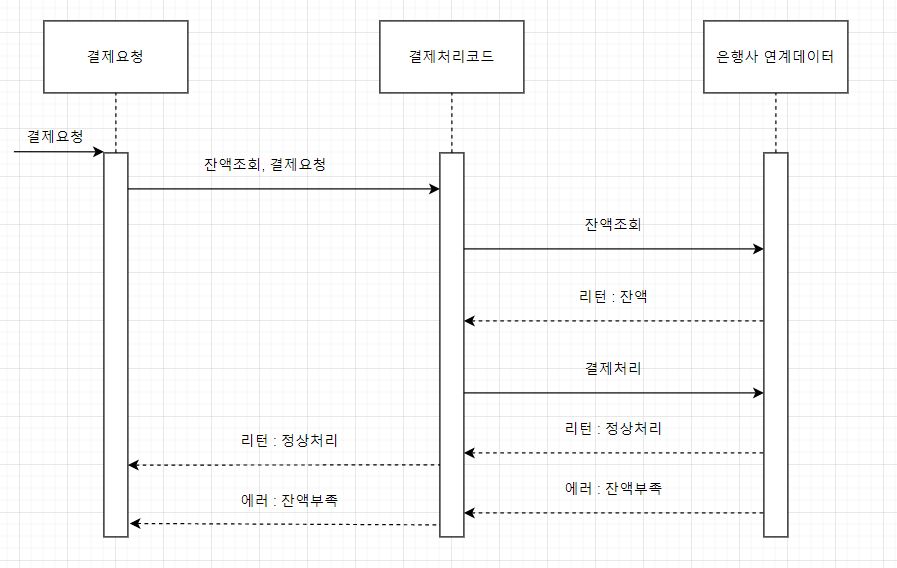 결제요청
결제처리코드
은행사 연계데이터
결제요청
잔액조회, 결제요청
잔액조회
리턴 : 잔액
결제처리
리턴 : 정상처리
리턴 : 정상처리
에러 : 잔액부족
에러 : 잔액부족